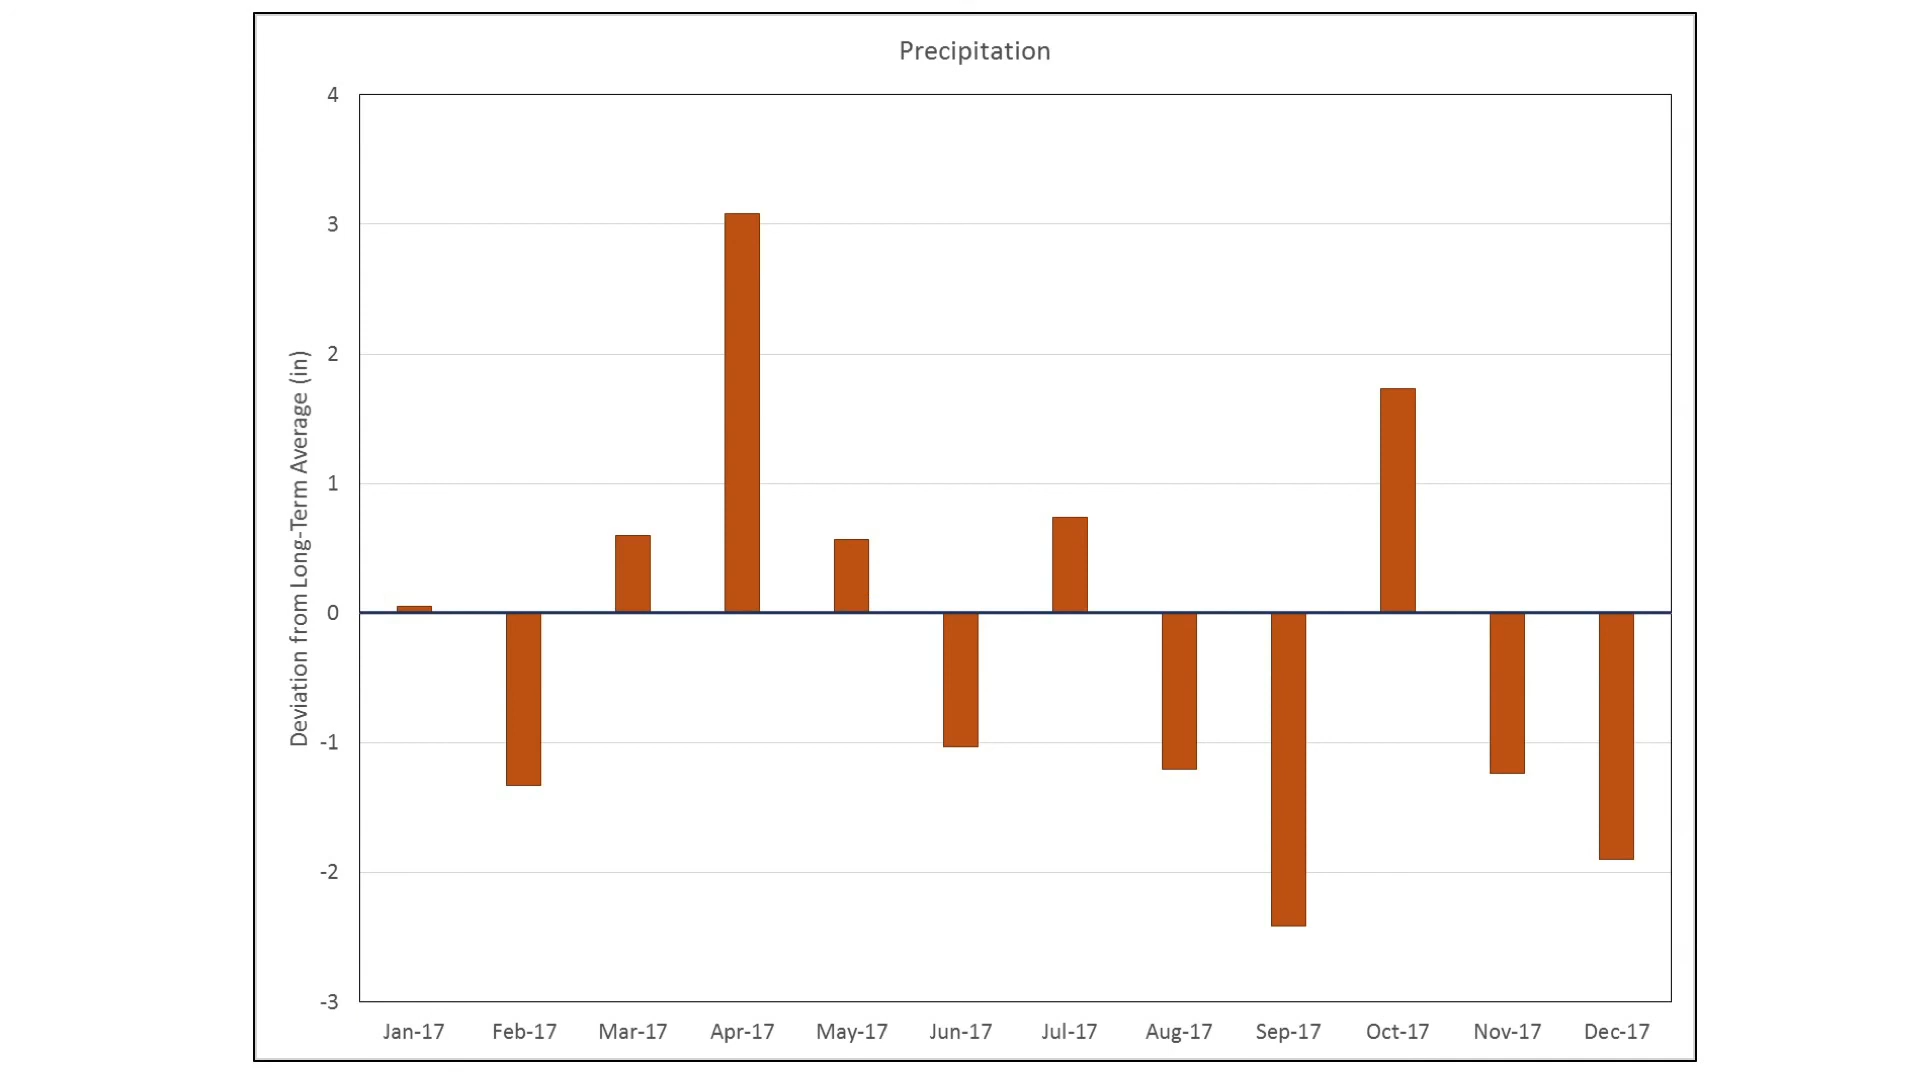 Precipitation
4
3
2
1
0
-1
-2
-3
Deviation from Long-Term Average (in)
Jan-17 Feb-17 Mar-17 Apr-17 May-17 Jun-17 Jul-17 Aug-17 Sep-17 Oct-17 Nov-17 Dec-17